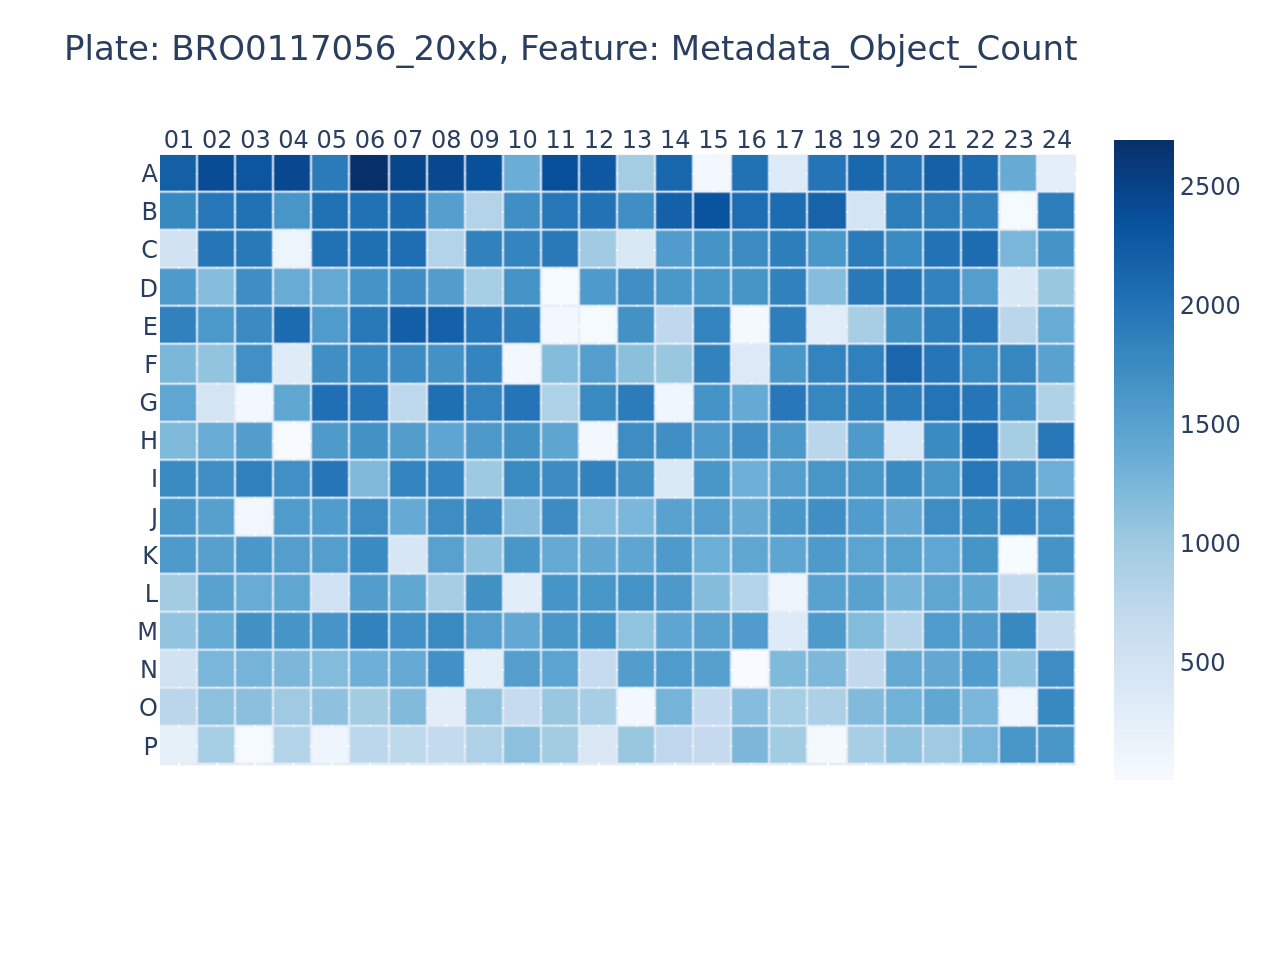 Plate: BRO0117056_20xb, Feature: Metadata_Object_Count
01 02 03 04 05 06 07 08 09 10 11 12 13 14 15 16 17 18 19 20 21 22 23 24
A
B
C
D
E
F
G
H
I
J
K
L
M
N
O
P
2500
2000
1500
1000
500